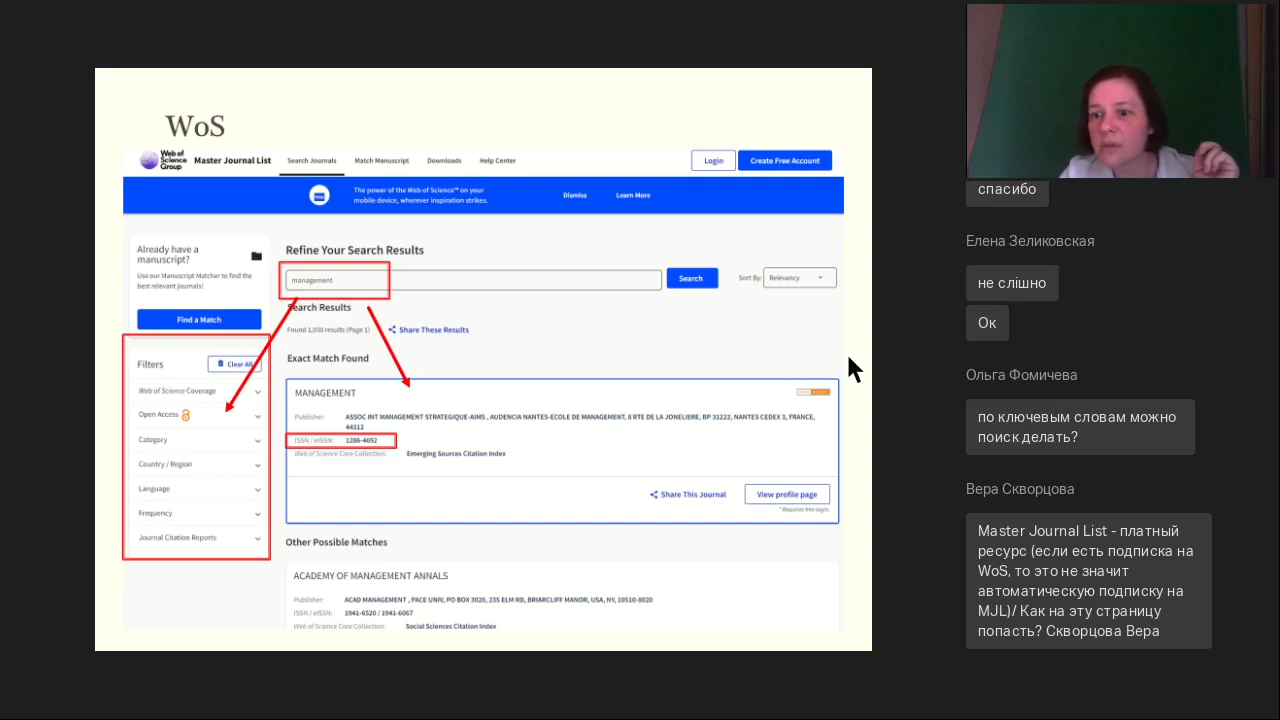 WoS
Web of
Science
Group
Master Journal List
Search Journals
Match Manuscript
Downloads
Help Center
Login
Create Free Account
The power of the Web of Science™ on your
mobile device, wherever inspiration strikes.
Dismiss
Learn More
Already have a
manuscript?
Use our Manuscript Matcher to find the
best relevant journals!
Find a Match
Filters
Clear All
Web of Science Coverage
Open Access
Category
Country / Region
Language
Frequency
Journal Citation Reports
Refine Your Search Results
management
Search
Sort By:
Relevancy
Search Results
Found 1,030 results (Page 1)
Share These Results
Exact Match Found
MANAGEMENT
Publisher: ASSOC INT MANAGEMENT STRATEGIQUE-AIMS , AUDENCIA NANTES-ECOLE DE MANAGEMENT, 8 RTE DE LA JONELIERE, BP 31222, NANTES CEDEX 3, FRANCE,
44312
ISSN / eISSN: 1286-4692
Web of Science Core Collection: Emerging Sources Citation Index
Share This Journal
View profile page
* Requires free login.
Other Possible Matches
ACADEMY OF MANAGEMENT ANNALS
Publisher: ACAD MANAGEMENT , PACE UNIV, PO BOX 3020, 235 ELM RD, BRIARCLIFF MANOR, USA, NY, 10510-8020
ISSN / eISSN: 1941-6520 / 1941-6067
Web of Science Core Collection: Social Sciences Citation Index
спасибо
Елена Зеликовская
не слішно
Ок
Ольга Фомичева
по ключевым словам можно
поиск делать?
Вера Скворцова
Master Journal List - платный
ресурс (если есть подписка на
WoS, то это не значит
автоматическую подписку на
MJL)/ Как на эту страницу
попасть? Скворцова Вера